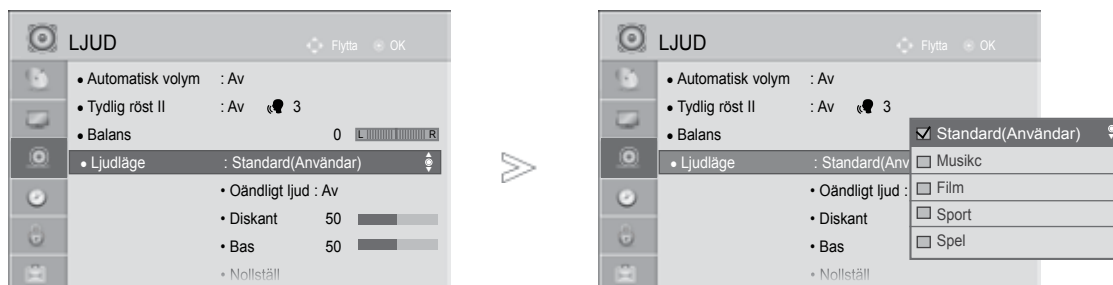 LJUD
Flytta OK
• Automatisk volym : Av
• Tydlig röst II : Av 3
• Balans 0 L R
• Ljudläge : Standard(Användar)
• Oändligt ljud : Av
• Diskant 50
• Bas 50
• Nollställ
>
LJUD
Flytta OK
• Automatisk volym : Av
• Tydlig röst II : Av 3
• Balans
• Ljudläge : Standard(Anv
• Oändligt ljud :
• Diskant
• Bas
• Nollställ
Standard(Användar)
Musikc
Film
Sport
Spel